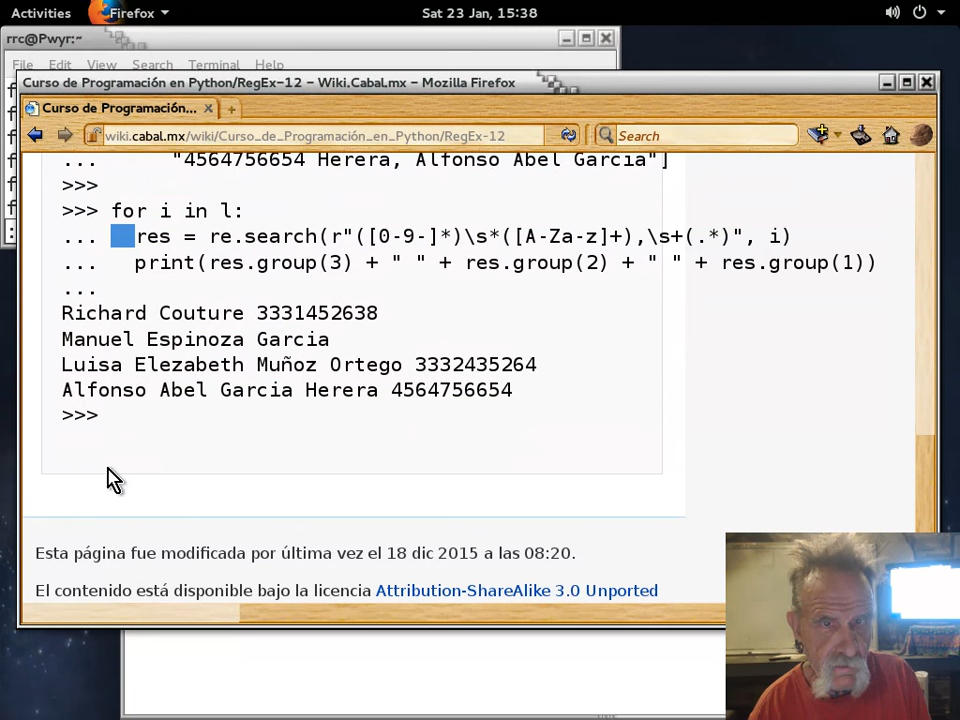 Activities Firefox Sat 23 Jan, 15:38
rrc@Pwyr:~
File Edit View Search Terminal Help
Curso de Programación en Python/RegEx-12 – Wiki.Cabal.mx – Mozilla Firefox
Curso de Programación...
wiki.cabal.mx/wiki/Curso_de_Programación_en_Python/RegEx-12 Search
... "4564756654 Herera, Alfonso Abel Garcia"]
>>>
>>> for i in l:
... res = re.search(r"([0-9-]*)\s*([A-Za-z]+),\s+(.*)", i)
... print(res.group(3) + " " + res.group(2) + " " + res.group(1))
...
Richard Couture 3331452638
Manuel Espinoza Garcia
Luisa Elezabeth Muñoz Ortego 3332435264
Alfonso Abel Garcia Herera 4564756654
>>>
Esta página fue modificada por última vez el 18 dic 2015 a las 08:20.
El contenido está disponible bajo la licencia Attribution-ShareAlike 3.0 Unported